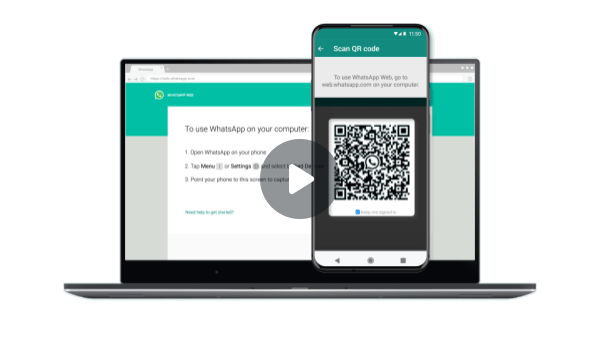 WhatsApp
https://web.whatsapp.com
WHATSAPP WEB
To use WhatsApp on your computer:
1. Open WhatsApp on your phone
2. Tap Menu or Settings and select
3. Point your phone to this screen to
Need help to get started?
11:50
Scan QR code
To use WhatsApp Web, go to
web.whatsapp.com on your computer.
Keep me signed in